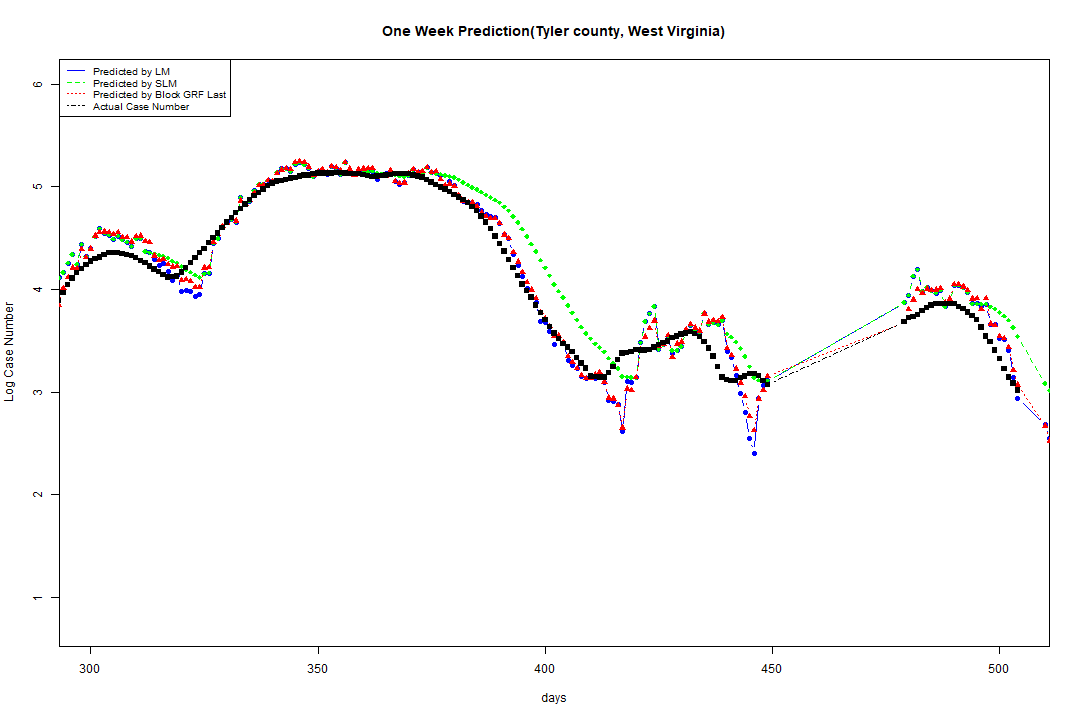 One Week Prediction(Tyler county, West Virginia)
Predicted by LM
Predicted by SLM
Predicted by Block GRF Last
Actual Case Number
6
5
4
3
2
1
Log Case Number
300
350
400
450
500
days